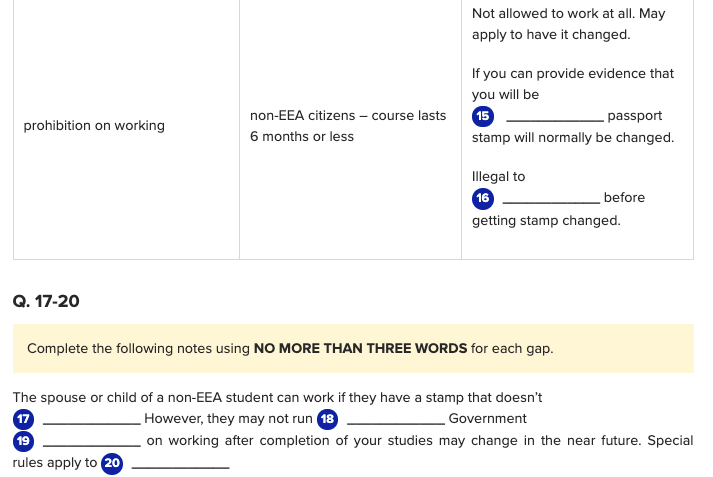 Not allowed to work at all. May
apply to have it changed.
If you can provide evidence that
you will be
15 ____________ passport
stamp will normally be changed.
prohibition on working
non-EEA citizens – course lasts
6 months or less
Illegal to
16 ____________ before
getting stamp changed.
Q. 17-20
Complete the following notes using NO MORE THAN THREE WORDS for each gap.
The spouse or child of a non-EEA student can work if they have a stamp that doesn't
17 ____________ However, they may not run 18 ____________ Government
19 ____________ on working after completion of your studies may change in the near future. Special
rules apply to 20 ____________